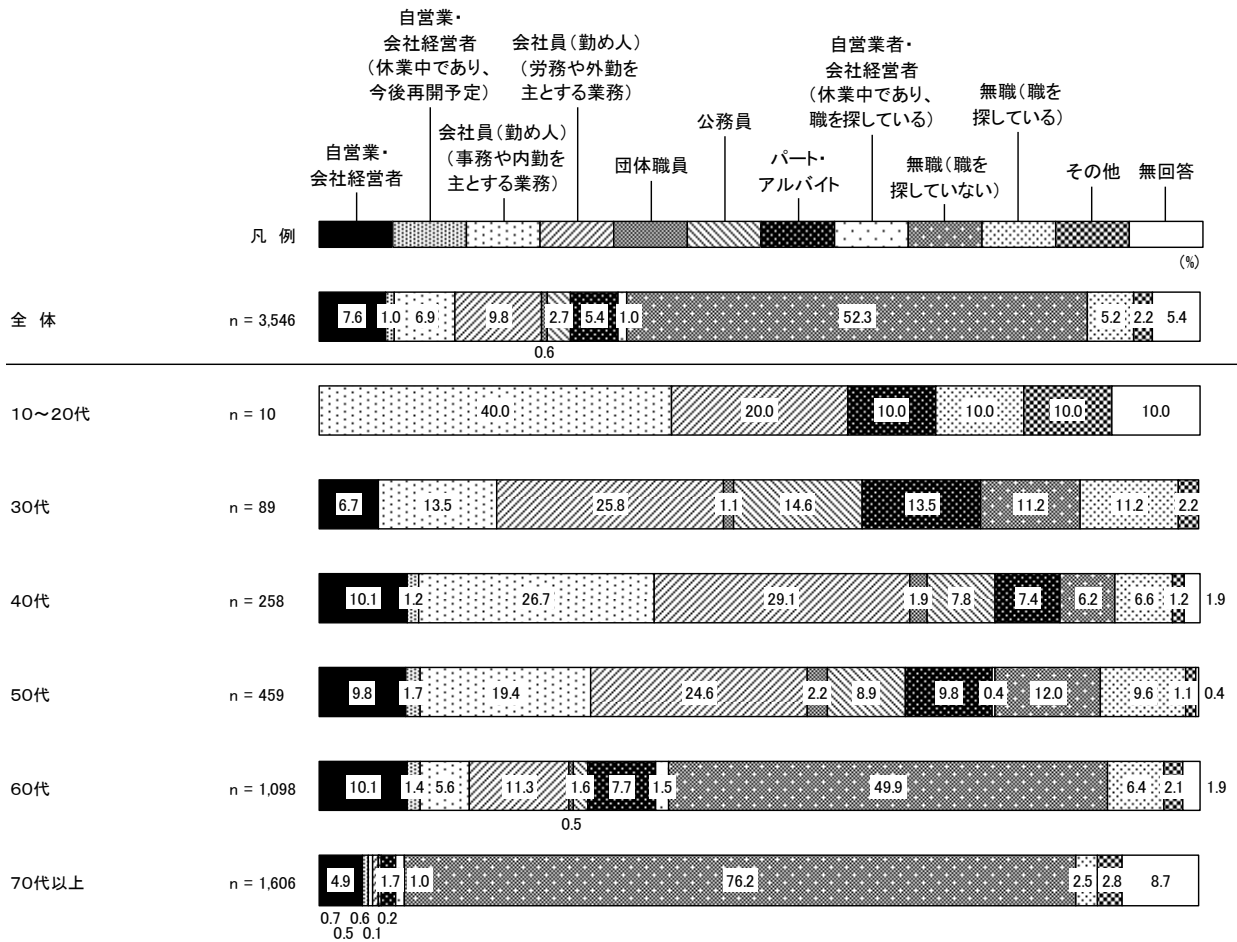 自営業・
会社経営者
（休業中であり、
今後再開予定）
会社員（勤め人）
（労務や外勤を
主とする業務）
自営業者・
会社経営者
（休業中であり、
職を探している）
無職（職を
探している）
自営業・
会社経営者
会社員（勤め人）
（事務や内勤を
主とする業務）
団体職員
公務員
パート・
アルバイト
無職（職を
探していない）
その他
無回答
凡 例
(%)
全 体 n = 3,546 7.6 1.0 6.9 9.8 2.7 5.4 1.0 52.3 5.2 2.2 5.4
0.6
10～20代 n = 10 40.0 20.0 10.0 10.0 10.0 10.0
30代 n = 89 6.7 13.5 25.8 1.1 14.6 13.5 11.2 11.2 2.2
40代 n = 258 10.1 1.2 26.7 29.1 1.9 7.8 7.4 6.2 6.6 1.2 1.9
50代 n = 459 9.8 1.7 19.4 24.6 2.2 8.9 9.8 0.4 12.0 9.6 1.1 0.4
60代 n = 1,098 10.1 1.4 5.6 11.3 1.6 7.7 1.5 49.9 6.4 2.1 1.9
0.5
70代以上 n = 1,606 4.9 1.7 1.0 76.2 2.5 2.8 8.7
0.7 0.6 0.2
0.5 0.1